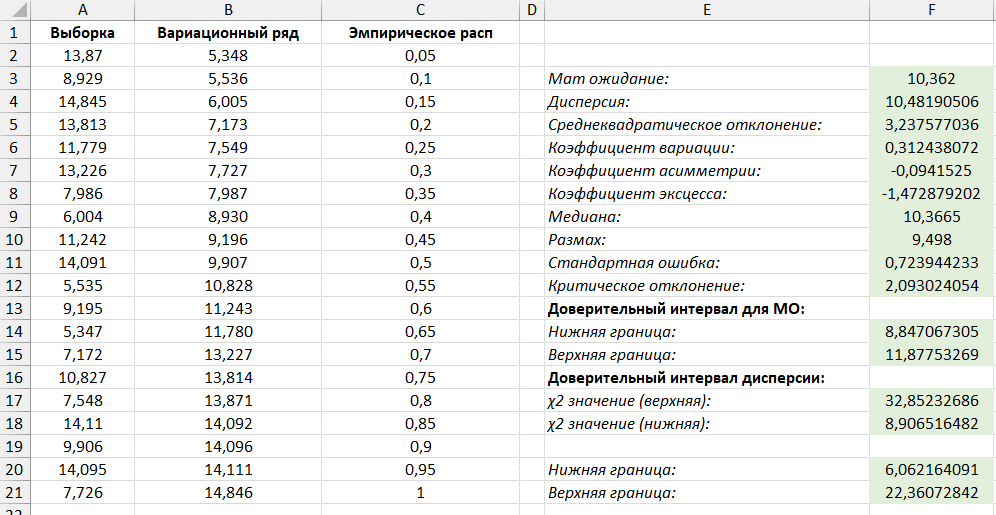 A B C D E F
1 Выборка Вариационный ряд Эмпирическое расп
2 13,87 5,348 0,05
3 8,929 5,536 0,1 Мат ожидание: 10,362
4 14,845 6,005 0,15 Дисперсия: 10,48190506
5 13,813 7,173 0,2 Среднеквадратическое отклонение: 3,237577036
6 11,779 7,549 0,25 Коэффициент вариации: 0,312438072
7 13,226 7,727 0,3 Коэффициент асимметрии: -0,0941525
8 7,986 7,987 0,35 Коэффициент эксцесса: -1,472879202
9 6,004 8,930 0,4 Медиана: 10,3665
10 11,242 9,196 0,45 Размах: 9,498
11 14,091 9,907 0,5 Стандартная ошибка: 0,723944233
12 5,535 10,828 0,55 Критическое отклонение: 2,093024054
13 9,195 11,243 0,6 Доверительный интервал для МО:
14 5,347 11,780 0,65 Нижняя граница: 8,847067305
15 7,172 13,227 0,7 Верхняя граница: 11,87753269
16 10,827 13,814 0,75 Доверительный интервал дисперсии:
17 7,548 13,871 0,8 χ2 значение (верхняя): 32,85232686
18 14,11 14,092 0,85 χ2 значение (нижняя): 8,906516482
19 9,906 14,096 0,9
20 14,095 14,111 0,95 Нижняя граница: 6,062164091
21 7,726 14,846 1 Верхняя граница: 22,36072842